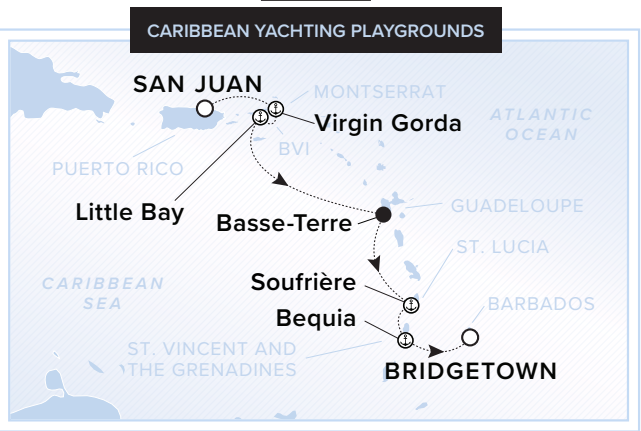 CARIBBEAN YACHTING PLAYGROUNDS
SAN JUAN
MONTSERRAT
Virgin Gorda
ATLANTIC
OCEAN
BVI
PUERTO RICO
Little Bay
Basse-Terre
GUADELOUPE
ST. LUCIA
Soufrière
CARIBBEAN
SEA
BARBADOS
Bequia
ST. VINCENT AND
THE GRENADINES
BRIDGETOWN